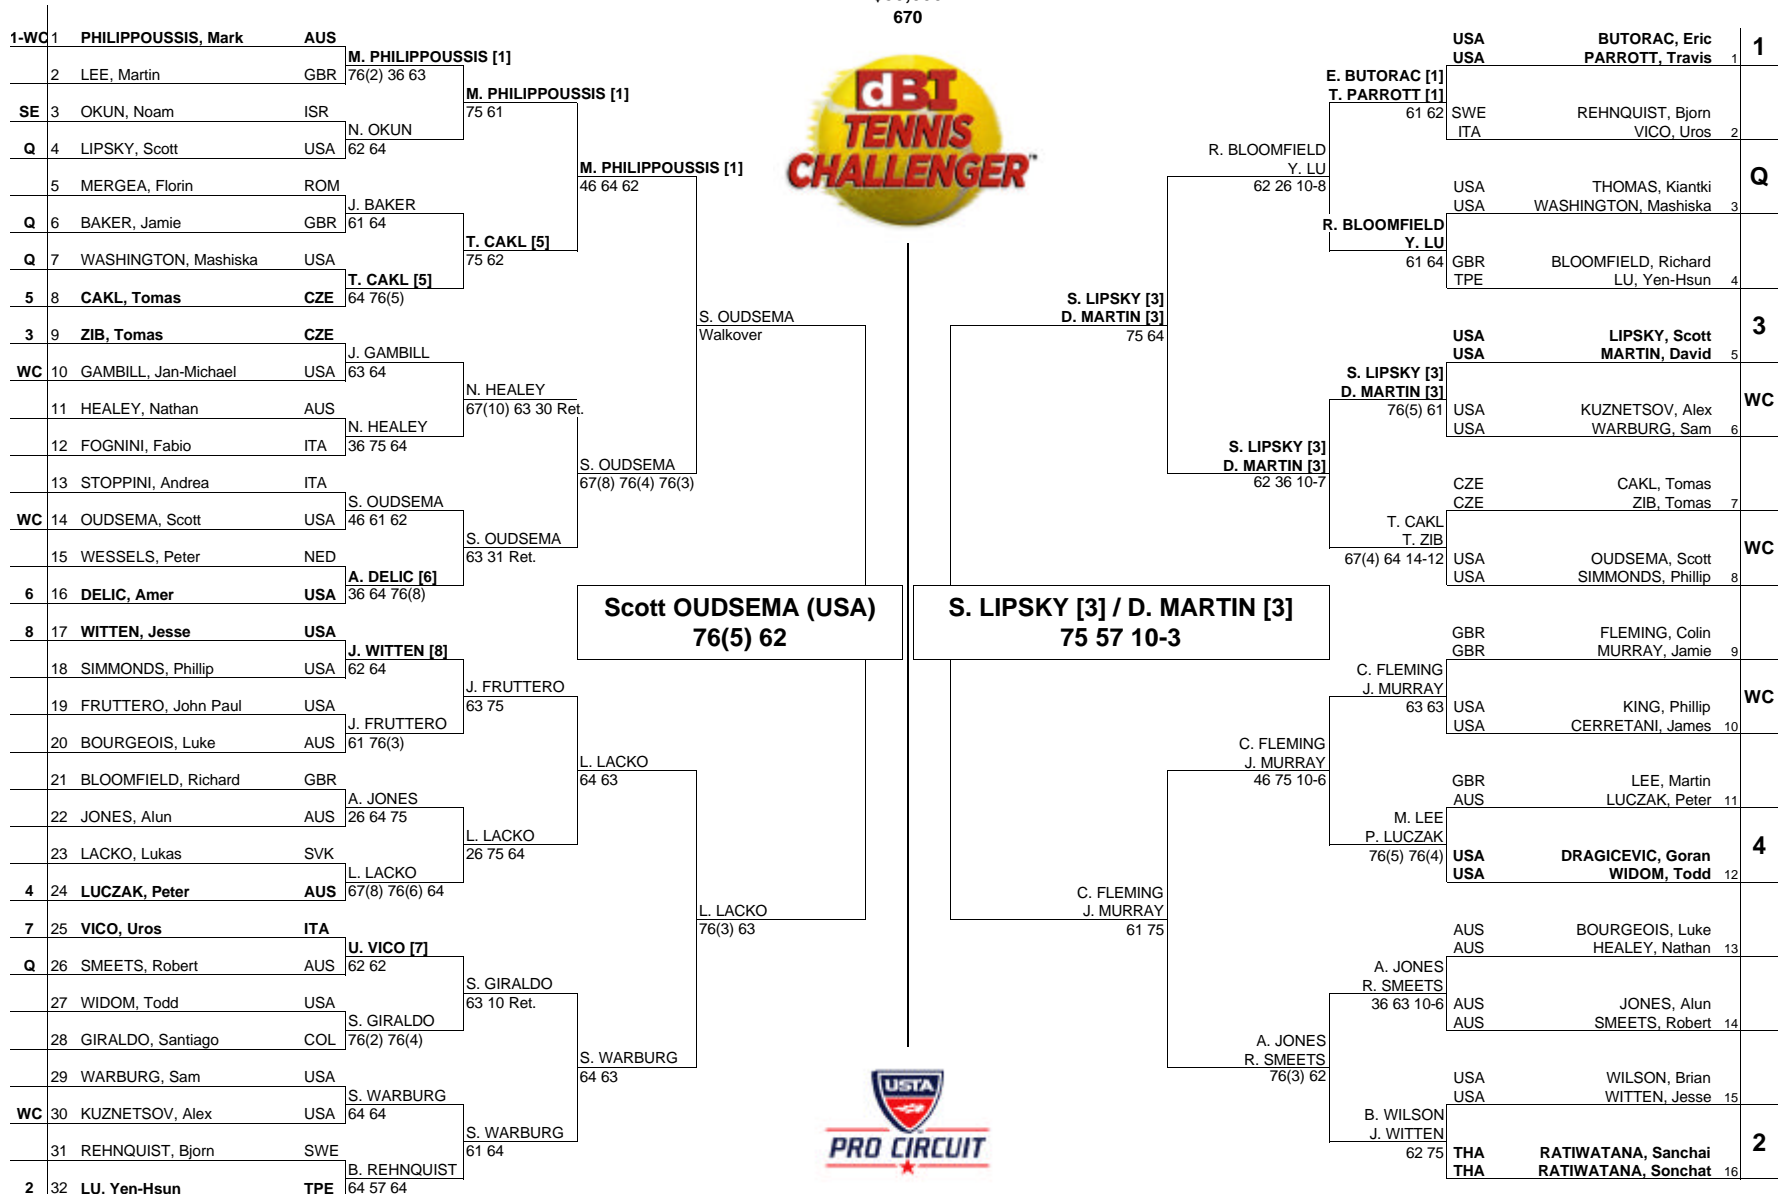 670
1-WC 1 PHILIPPOUSSIS, Mark AUS
2 LEE, Martin GBR
SE 3 OKUN, Noam ISR
Q 4 LIPSKY, Scott USA
5 MERGEA, Florin ROM
Q 6 BAKER, Jamie GBR
Q 7 WASHINGTON, Mashiska USA
5 8 CAKL, Tomas CZE
3 9 ZIB, Tomas CZE
WC 10 GAMBILL, Jan-Michael USA
11 HEALEY, Nathan AUS
12 FOGNINI, Fabio ITA
13 STOPPINI, Andrea ITA
WC 14 OUDSEMA, Scott USA
15 WESSELS, Peter NED
6 16 DELIC, Amer USA
8 17 WITTEN, Jesse USA
18 SIMMONDS, Phillip USA
19 FRUTTERO, John Paul USA
20 BOURGEOIS, Luke AUS
21 BLOOMFIELD, Richard GBR
22 JONES, Alun AUS
23 LACKO, Lukas SVK
4 24 LUCZAK, Peter AUS
7 25 VICO, Uros ITA
Q 26 SMEETS, Robert AUS
27 WIDOM, Todd USA
28 GIRALDO, Santiago COL
29 WARBURG, Sam USA
WC 30 KUZNETSOV, Alex USA
31 REHNQUIST, Bjorn SWE
2 32 LU, Yen-Hsun TPE
M. PHILIPPOUSSIS [1]
76(2) 36 63
N. OKUN
62 64
J. BAKER
61 64
T. CAKL [5]
64 76(5)
J. GAMBILL
63 64
N. HEALEY
36 75 64
S. OUDSEMA
46 61 62
A. DELIC [6]
36 64 76(8)
J. WITTEN [8]
62 64
J. FRUTTERO
61 76(3)
A. JONES
26 64 75
L. LACKO
67(8) 76(6) 64
U. VICO [7]
62 62
S. GIRALDO
76(2) 76(4)
S. WARBURG
64 64
B. REHNQUIST
64 57 64
M. PHILIPPOUSSIS [1]
75 61
T. CAKL [5]
75 62
N. HEALEY
67(10) 63 30 Ret.
S. OUDSEMA
63 31 Ret.
J. FRUTTERO
63 75
L. LACKO
26 75 64
S. GIRALDO
63 10 Ret.
S. WARBURG
61 64
M. PHILIPPOUSSIS [1]
46 64 62
S. OUDSEMA
67(8) 76(4) 76(3)
L. LACKO
64 63
S. WARBURG
64 63
S. OUDSEMA
Walkover
L. LACKO
76(3) 63
Scott OUDSEMA (USA)
76(5) 62
dBI
TENNIS
CHALLENGER™
USTA
PRO CIRCUIT
S. LIPSKY [3] / D. MARTIN [3]
75 57 10-3
S. LIPSKY [3]
D. MARTIN [3]
75 64
C. FLEMING
J. MURRAY
61 75
R. BLOOMFIELD
Y. LU
62 26 10-8
S. LIPSKY [3]
D. MARTIN [3]
62 36 10-7
C. FLEMING
J. MURRAY
46 75 10-6
A. JONES
R. SMEETS
76(3) 62
E. BUTORAC [1]
T. PARROTT [1]
61 62
R. BLOOMFIELD
Y. LU
61 64
S. LIPSKY [3]
D. MARTIN [3]
76(5) 61
T. CAKL
T. ZIB
67(4) 64 14-12
C. FLEMING
J. MURRAY
63 63
M. LEE
P. LUCZAK
76(5) 76(4)
A. JONES
R. SMEETS
36 63 10-6
B. WILSON
J. WITTEN
62 75
USA BUTORAC, Eric 1
USA PARROTT, Travis 1
SWE REHNQUIST, Bjorn
ITA VICO, Uros 2
USA THOMAS, Kiantki Q
USA WASHINGTON, Mashiska 3
GBR BLOOMFIELD, Richard
TPE LU, Yen-Hsun 4
USA LIPSKY, Scott 3
USA MARTIN, David 5
USA KUZNETSOV, Alex WC
USA WARBURG, Sam 6
CZE CAKL, Tomas
CZE ZIB, Tomas 7
USA OUDSEMA, Scott WC
USA SIMMONDS, Phillip 8
GBR FLEMING, Colin
GBR MURRAY, Jamie 9
USA KING, Phillip WC
USA CERRETANI, James 10
GBR LEE, Martin
AUS LUCZAK, Peter 11
USA DRAGICEVIC, Goran 4
USA WIDOM, Todd 12
AUS BOURGEOIS, Luke
AUS HEALEY, Nathan 13
AUS JONES, Alun
AUS SMEETS, Robert 14
USA WILSON, Brian
USA WITTEN, Jesse 15
THA RATIWATANA, Sanchai 2
THA RATIWATANA, Sonchat 16